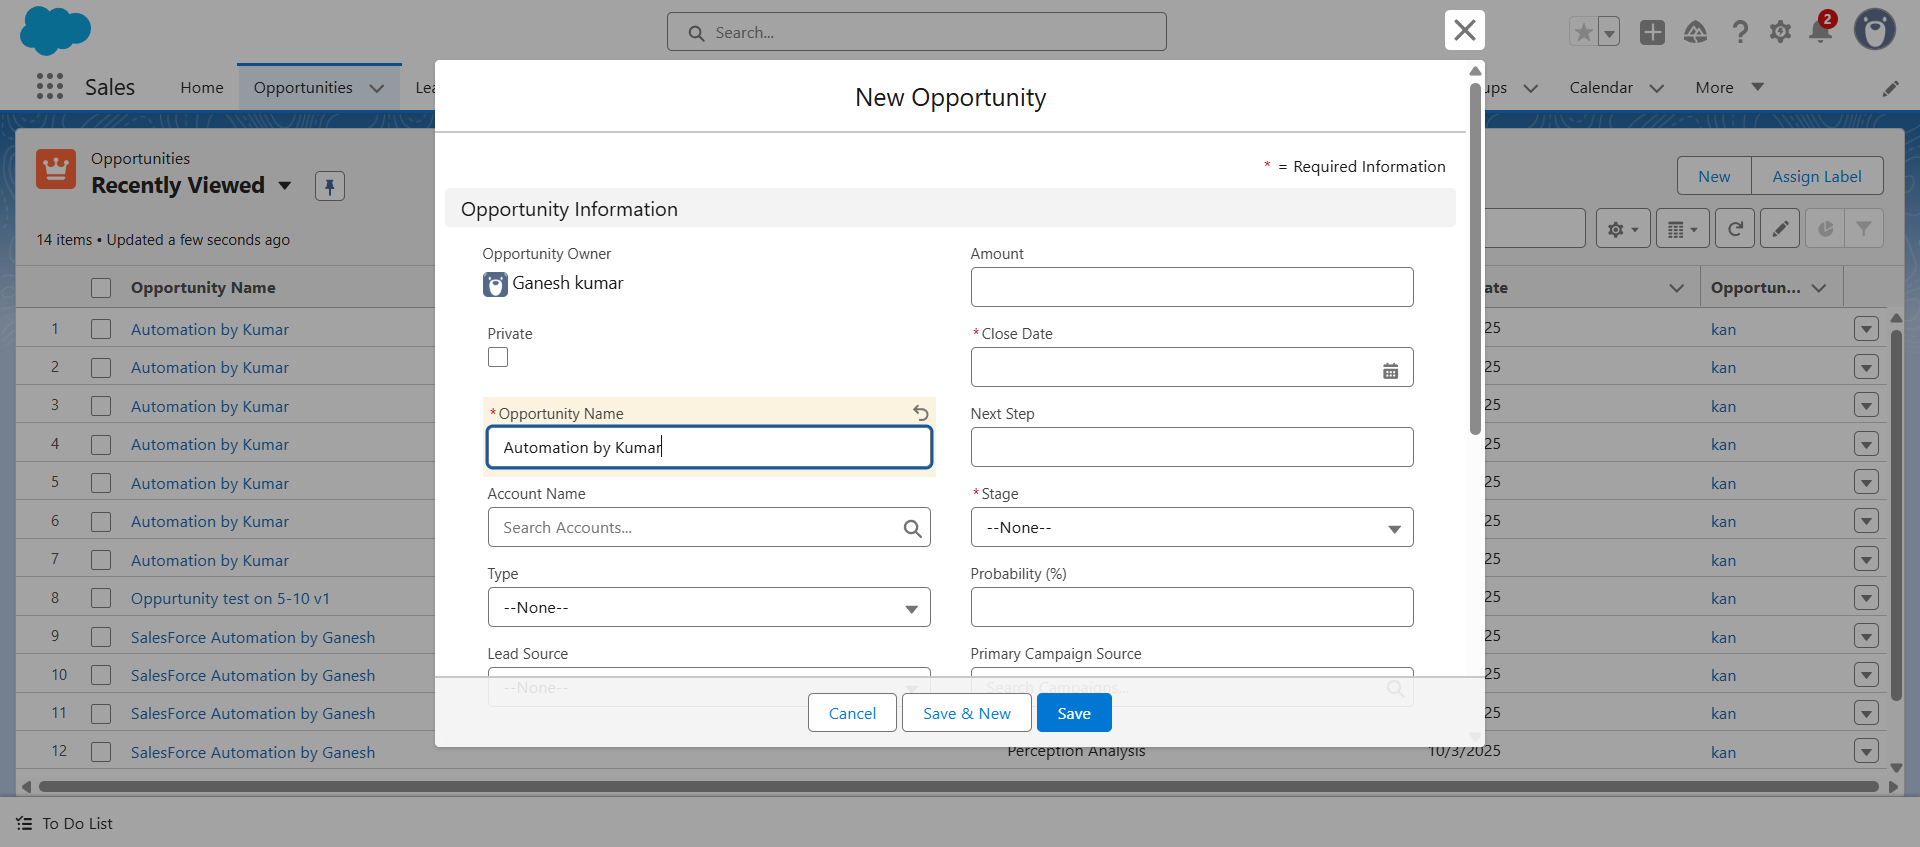 Search...
2
Sales
Home
Opportunities
Lea
ups
Calendar
More
New Opportunity
* = Required Information
Opportunities
Recently Viewed
New
Assign Label
Opportunity Information
14 items • Updated a few seconds ago
Opportunity Owner
Ganesh kumar
Amount
Private
*Close Date
*Opportunity Name
Automation by Kumar
Next Step
Account Name
Search Accounts...
*Stage
--None--
Type
--None--
Probability (%)
Lead Source
--None--
Primary Campaign Source
Search Campaigns...
Cancel
Save & New
Save
Opportunity Name
ate
Opportun...
1 Automation by Kumar 25 kan
2 Automation by Kumar 25 kan
3 Automation by Kumar 25 kan
4 Automation by Kumar 25 kan
5 Automation by Kumar 25 kan
6 Automation by Kumar 25 kan
7 Automation by Kumar 25 kan
8 Oppurtunity test on 5-10 v1 25 kan
9 SalesForce Automation by Ganesh 25 kan
10 SalesForce Automation by Ganesh 25 kan
11 SalesForce Automation by Ganesh 25 kan
12 SalesForce Automation by Ganesh Perception Analysis 10/3/2025 kan
To Do List